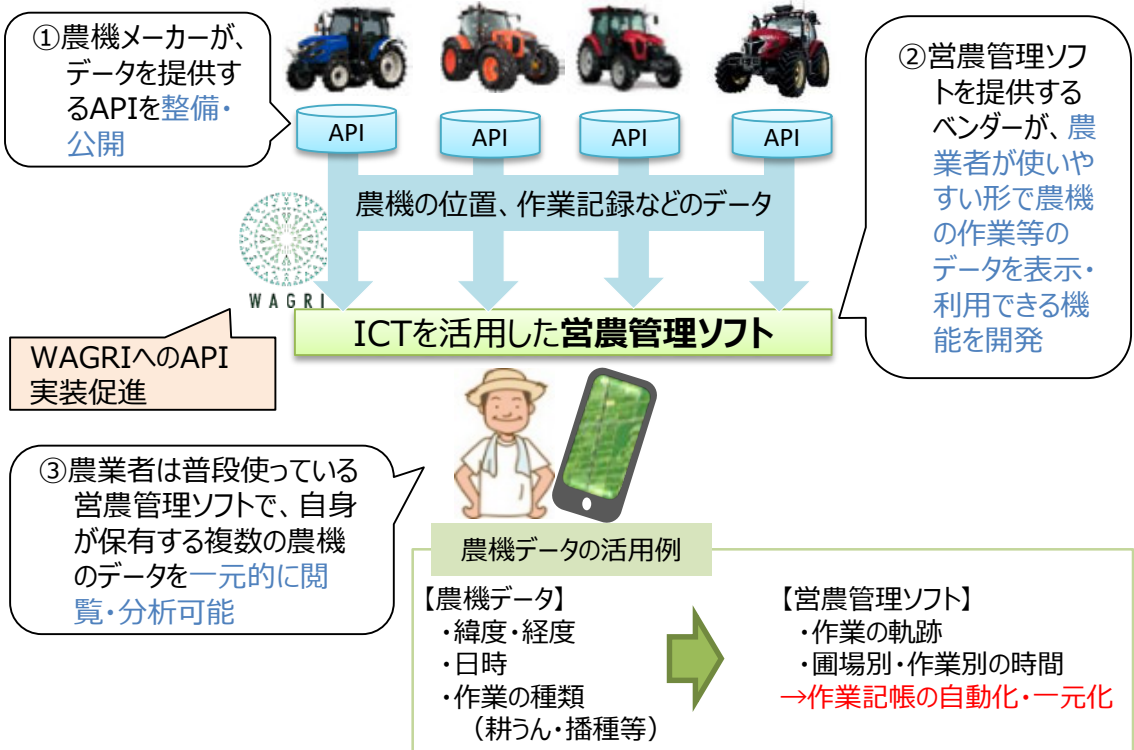 ①農機メーカーが、
データを提供す
るAPIを整備・
公開
API
API
API
API
②営農管理ソフ
トを提供する
ベンダーが、農
業者が使いや
すい形で農機
の作業等の
データを表示・
利用できる機
能を開発
農機の位置、作業記録などのデータ
WAGRI
ICTを活用した営農管理ソフト
WAGRIへのAPI
実装促進
③農業者は普段使っている
営農管理ソフトで、自身
が保有する複数の農機
のデータを一元的に閲
覧・分析可能
農機データの活用例
【農機データ】
・緯度・経度
・日時
・作業の種類
（耕うん・播種等）
【営農管理ソフト】
・作業の軌跡
・圃場別・作業別の時間
→作業記帳の自動化・一元化